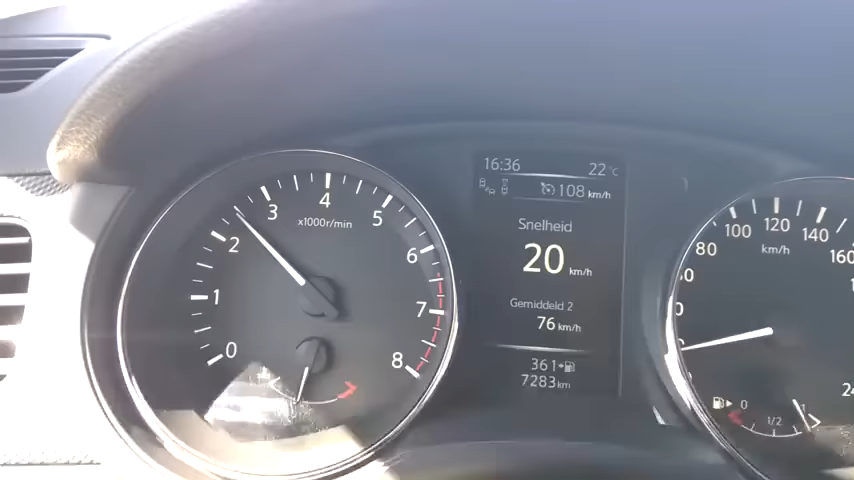 16:36 22°C
108 km/h
Snelheid
20 km/h
Gemiddeld 2
76 km/h
361
7283 km
0 1 2 3 4 5 6 7 8
x1000r/min
80 100 120 140 160
km/h
0 1/2 1